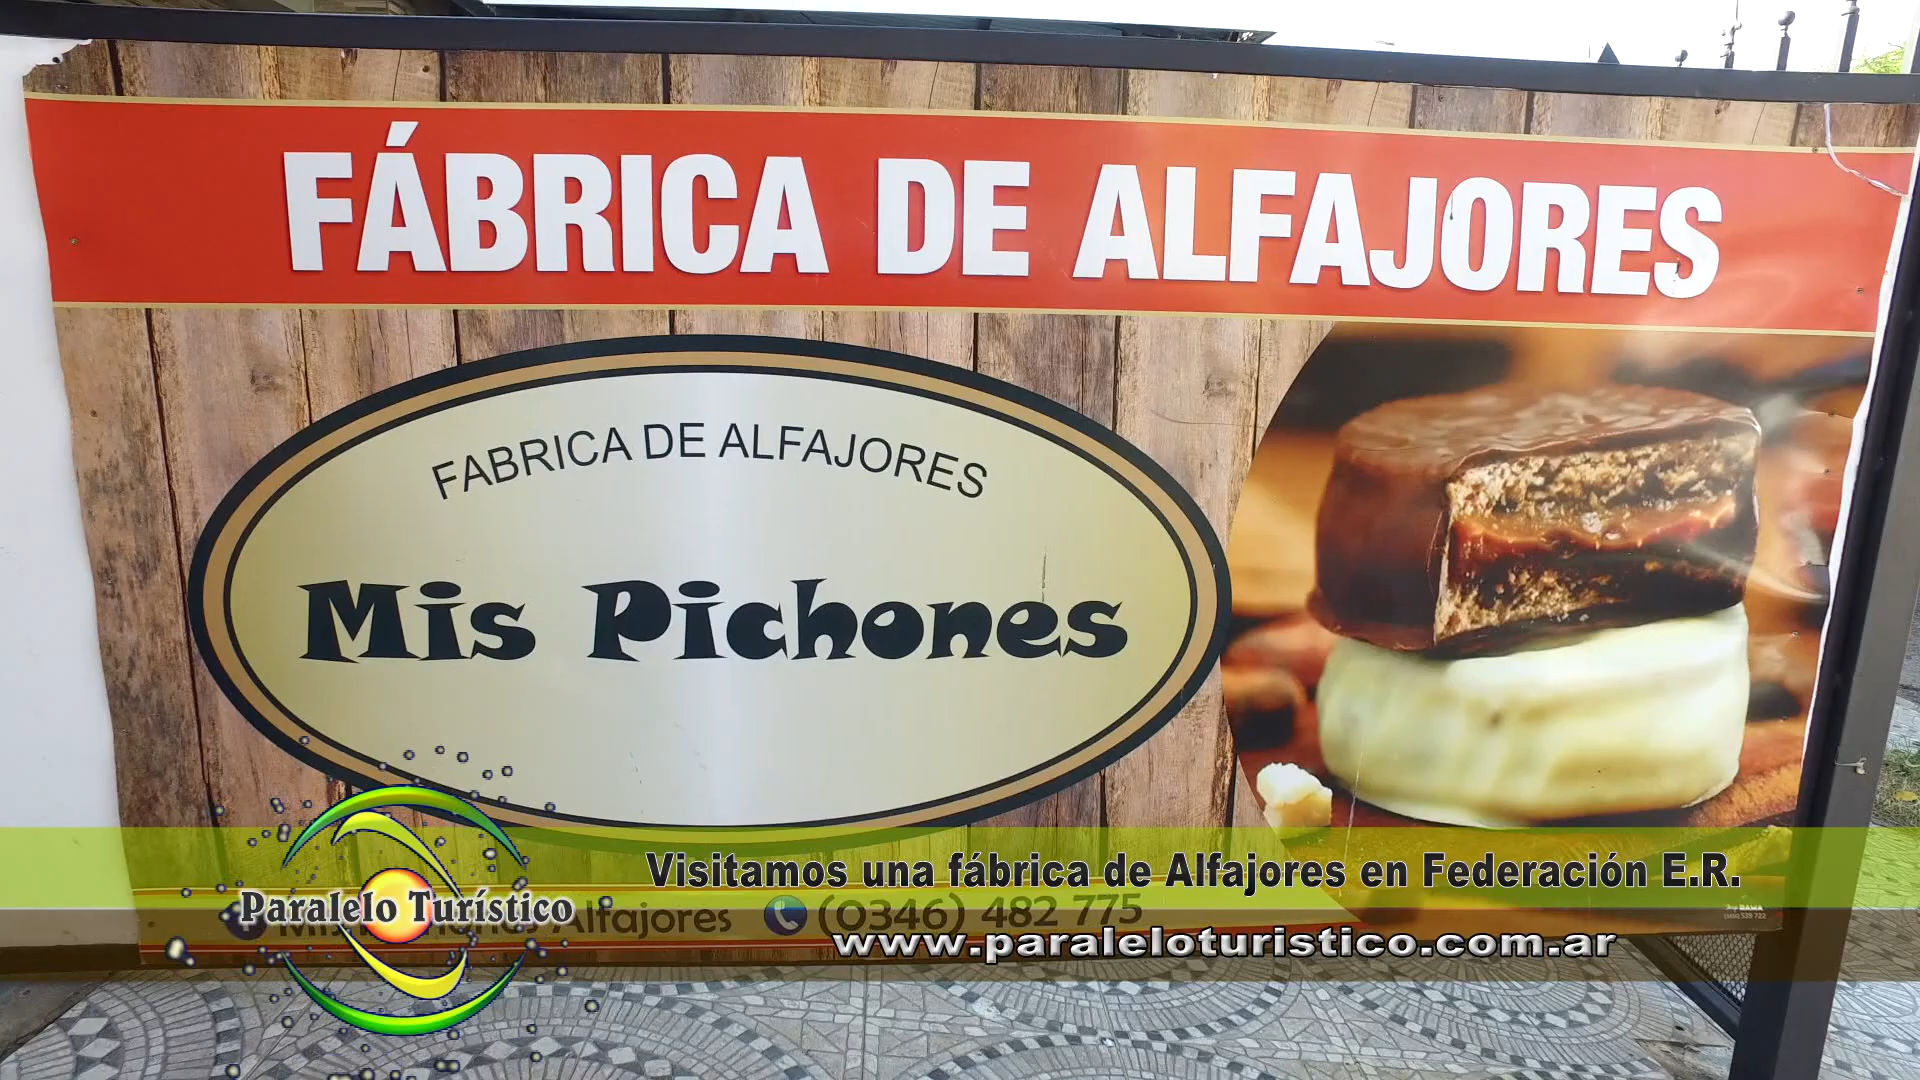 FÁBRICA DE ALFAJORES
FABRICA DE ALFAJORES
Mis Pichones
Visitamos una fábrica de Alfajores en Federación E.R.
Paralelo Turístico
Alfajores (0346) 482 775
www.paraleloturistico.com.ar